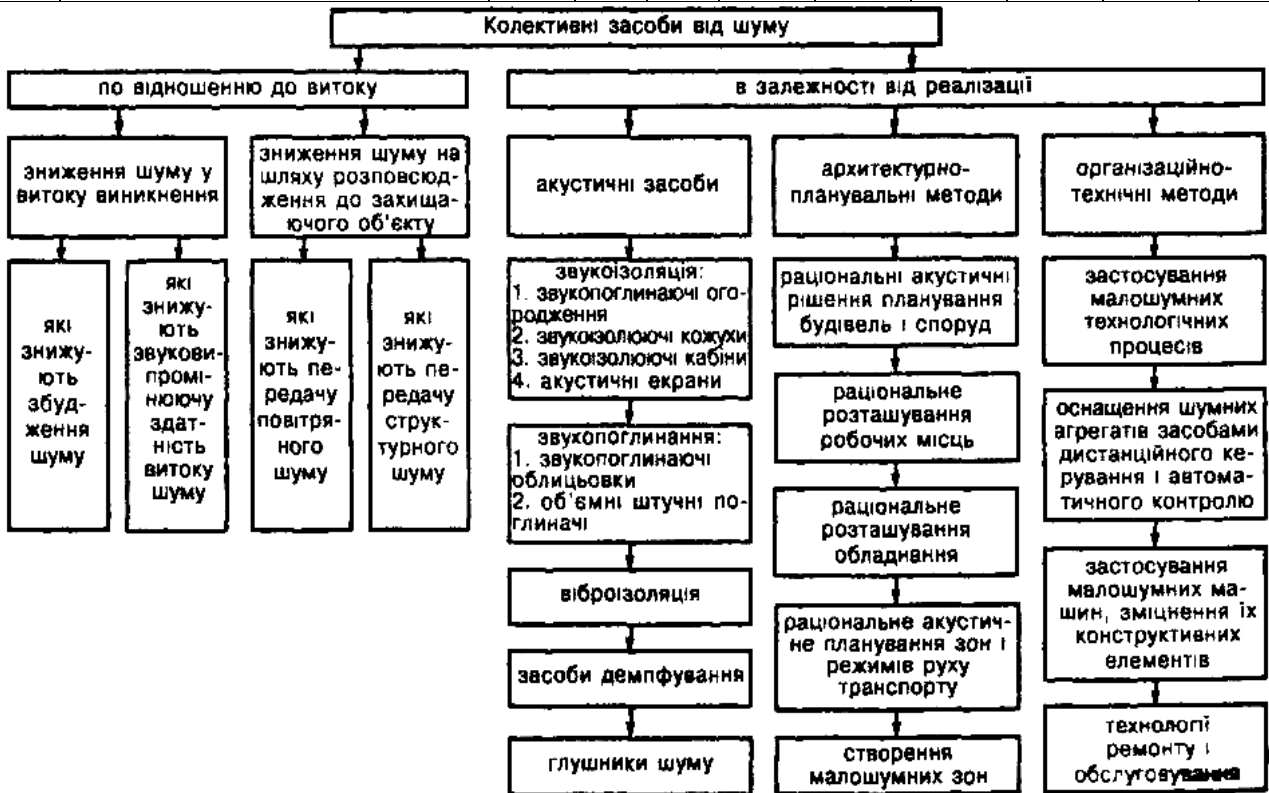 Колективні засоби від шуму
по відношенню до витоку
в залежності від реалізації
зниження шуму у
витоку виникнення
зниження шуму на
шляху розповсюд-
ження до захища-
ючого об'єкту
акустичні засоби
архитектурно-
планувальні методи
організаційно-
технічні методи
які
знижу-
ють
збуд-
ження
шуму
які
знижу-
ють
звукови-
промі-
нюючу
здат-
ність
витоку
шуму
які
знижу-
ють пе-
редачу
повітря-
ного
шуму
які
знижу-
ють пе-
редачу
струк-
турного
шуму
звукоізоляція:
1. звукопоглинаючі ого-
родження
2. звукоізолюючі кожухи
3. звукоізолюючі кабіни
4. акустичні екрани
звукопоглинання:
1. звукопоглинаючі
облицьовки
2. об'ємні штучні по-
глиначі
віброізоляція
засоби демпфування
глушники шуму
раціональні акустичні
рішення планування
будівель і споруд
раціональне
розташування
робочих місць
раціональне
розташування
обладнання
раціональне акустич-
не планування зон і
режимів руху
транспорту
створення
малошумних зон
застосування
малошумних
технологічних
процесів
оснащення шумних
агрегатів засобами
дистанційного ке-
рування і автома-
тичного контролю
застосування
малошумних ма-
шин, зміцнення їх
конструктивних
елементів
технології
ремонту і
обслуговування